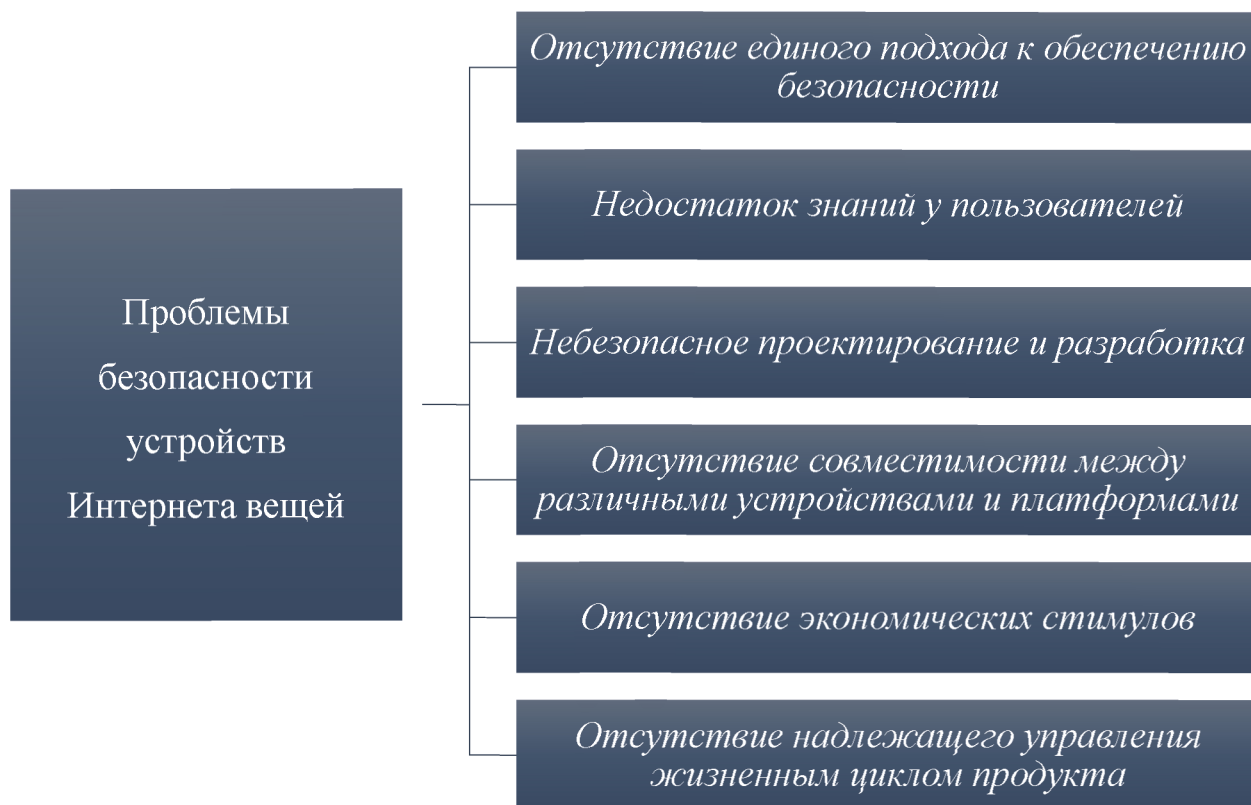 Проблемы
безопасности
устройств
Интернета вещей
Отсутствие единого подхода к обеспечению
безопасности
Недостаток знаний у пользователей
Небезопасное проектирование и разработка
Отсутствие совместимости между
различными устройствами и платформами
Отсутствие экономических стимулов
Отсутствие надлежащего управления
жизненным циклом продукта